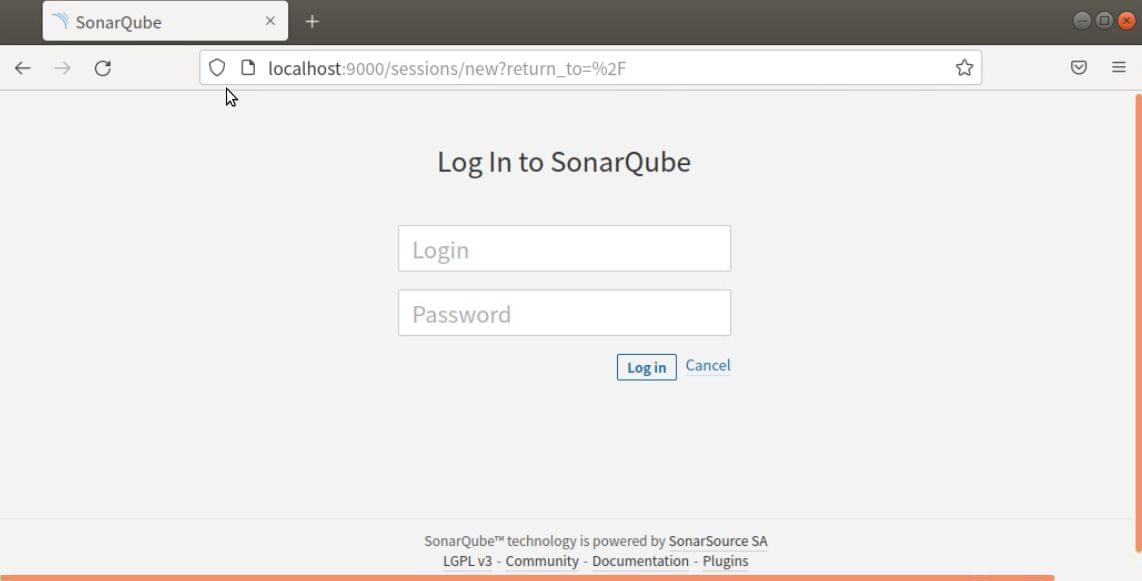 SonarQube
localhost:9000/sessions/new?return_to=%2F
Log In to SonarQube
Login
Password
Log in Cancel
SonarQube™ technology is powered by SonarSource SA
LGPL v3 - Community - Documentation - Plugins